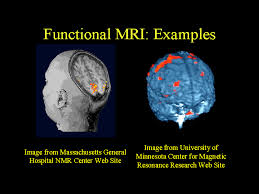 Functional MRI: Examples
Image from Massachusetts General
Hospital NMR Center Web Site
Image from University of
Minnesota Center for Magnetic
Resonance Research Web Site